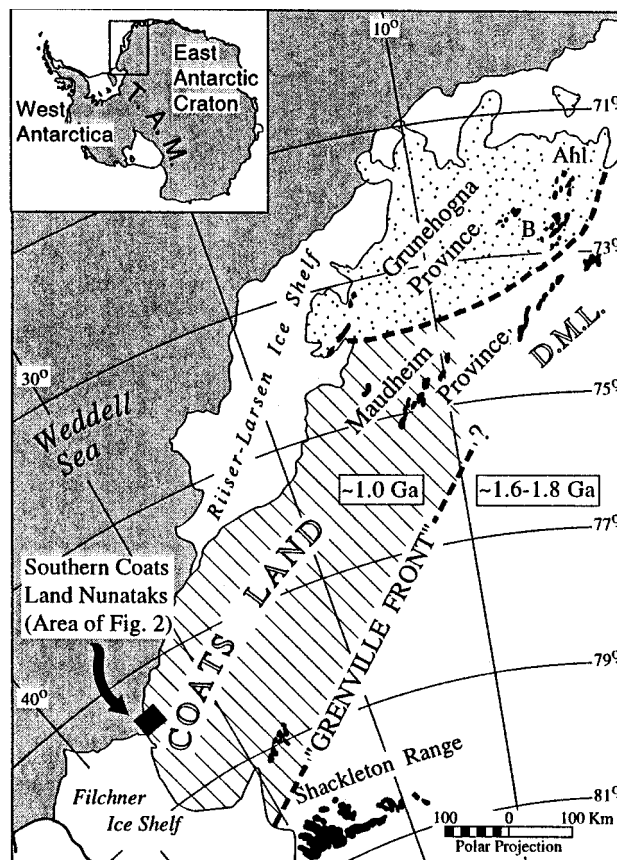 East
Antarctic
Craton
West
Antarctica
T. A. M.
10°
71°
Ahl.
B
73°
Grunehogna
Province
D.M.L.
Maudheim
Province
75°
30°
Weddell
Sea
Riiser-Larsen Ice Shelf
?
~1.0 Ga
~1.6-1.8 Ga
77°
Southern Coats
Land Nunataks
(Area of Fig. 2)
COATS LAND
"GRENVILLE FRONT"
79°
40°
Shackleton Range
Filchner
Ice Shelf
81°
100 0 100 Km
Polar Projection